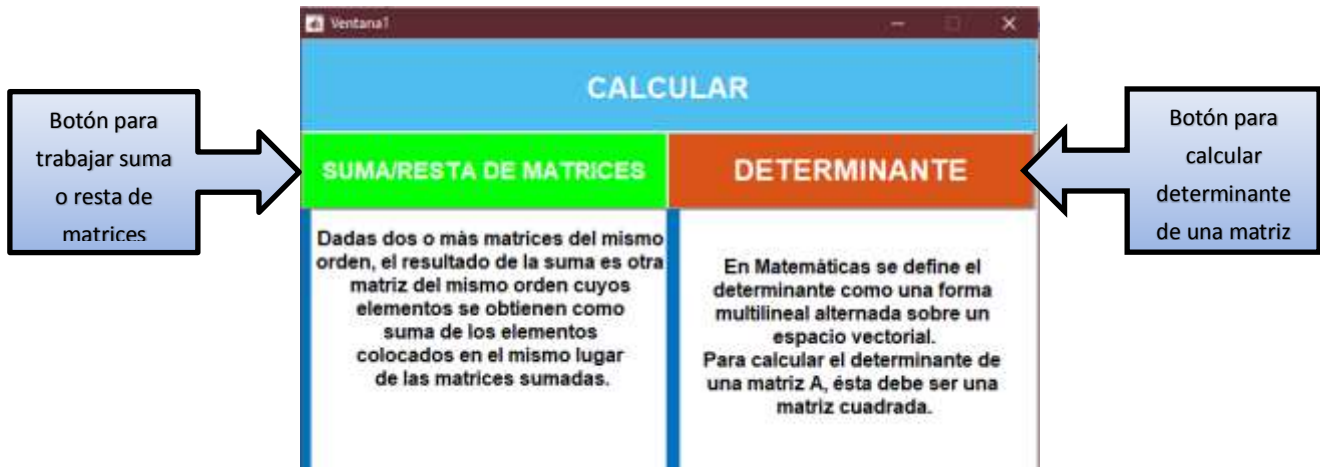 Ventana1
CALCULAR
Botón para
trabajar suma
o resta de
matrices
SUMA/RESTA DE MATRICES
DETERMINANTE
Botón para
calcular
determinante
de una matriz
Dadas dos o màs matrices del mismo
orden, el resultado de la suma es otra
matriz del mismo orden cuyos
elementos se obtienen como
suma de los elementos
colocados en el mismo lugar
de las matrices sumadas.
En Matemàticas se define el
determinante como una forma
multilineal alternada sobre un
espacio vectorial.
Para calcular el determinante de
una matriz A, ésta debe ser una
matriz cuadrada.